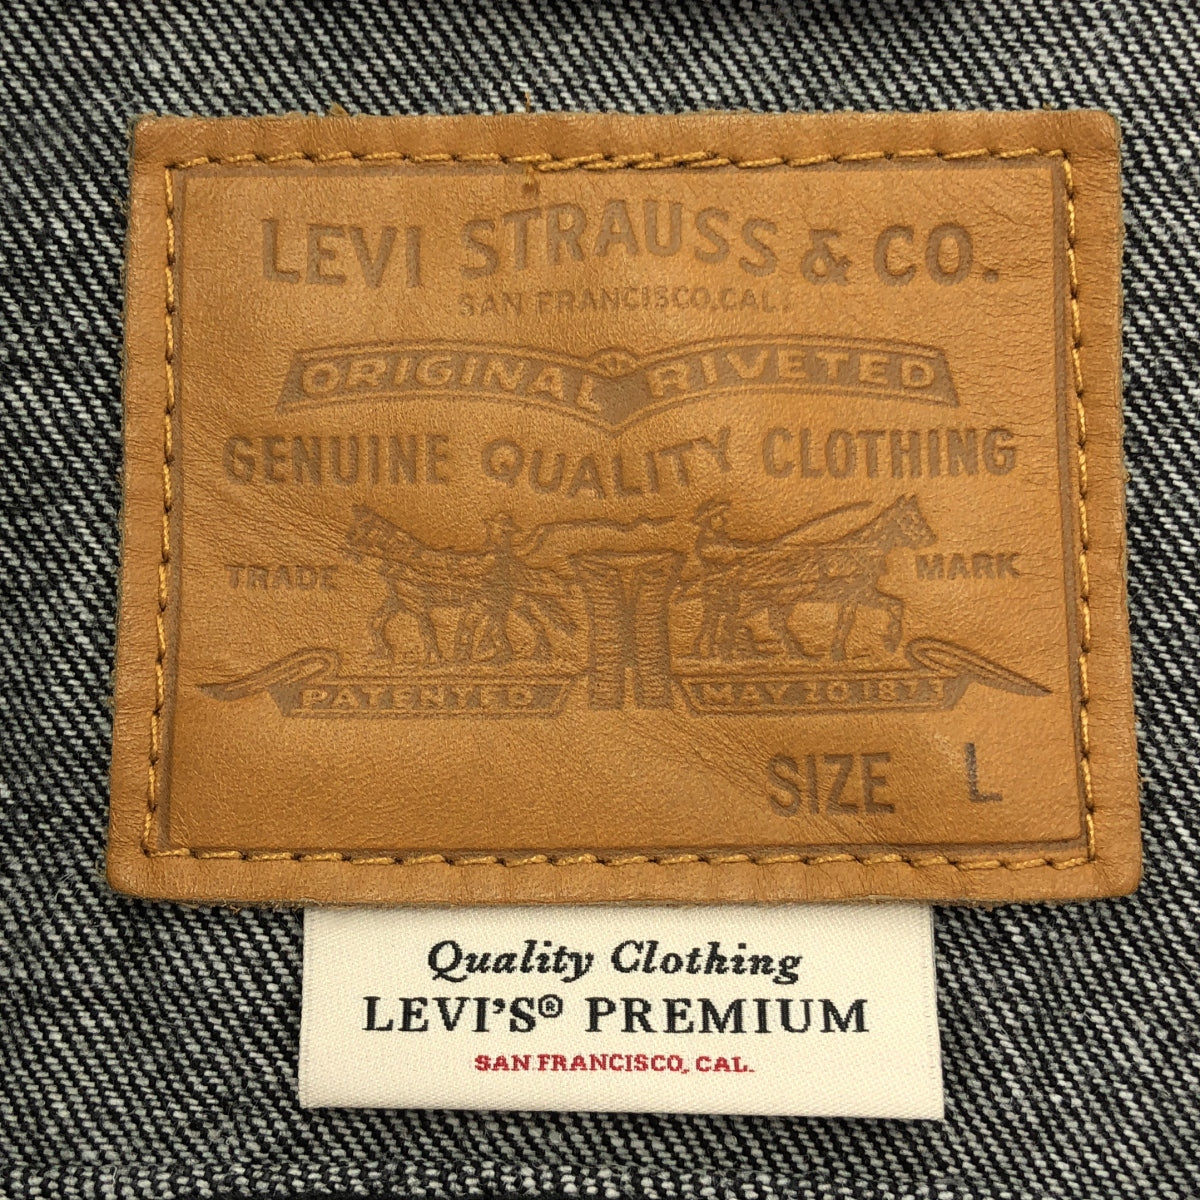 LEVI STRAUSS & CO.
SAN FRANCISCO, CAL.
ORIGINAL RIVETED
GENUINE QUALITY CLOTHING
TRADE MARK
PATENTED MAY 20 1873
SIZE L
Quality Clothing
LEVI'S® PREMIUM
SAN FRANCISCO, CAL.